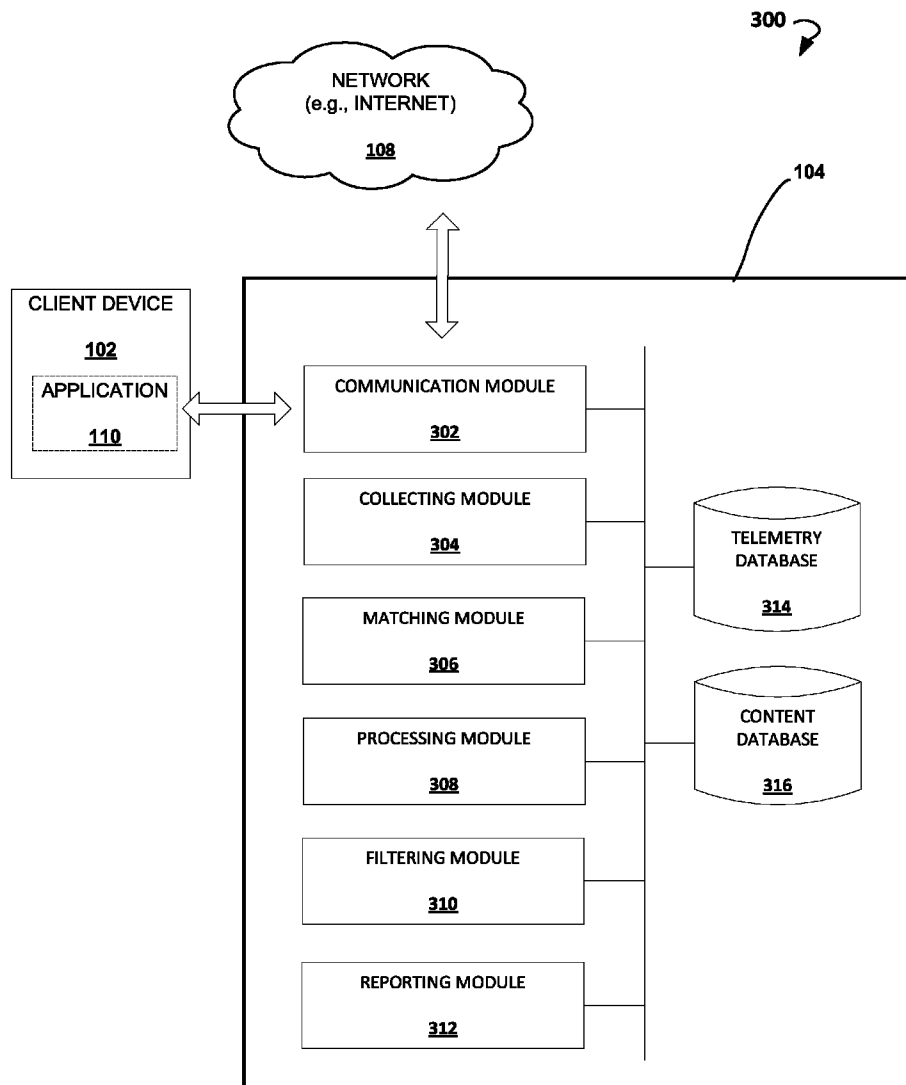 300
NETWORK
(e.g., INTERNET)
108
104
CLIENT DEVICE
102
APPLICATION
110
COMMUNICATION MODULE
302
COLLECTING MODULE
304
MATCHING MODULE
306
PROCESSING MODULE
308
FILTERING MODULE
310
REPORTING MODULE
312
TELEMETRY
DATABASE
314
CONTENT
DATABASE
316